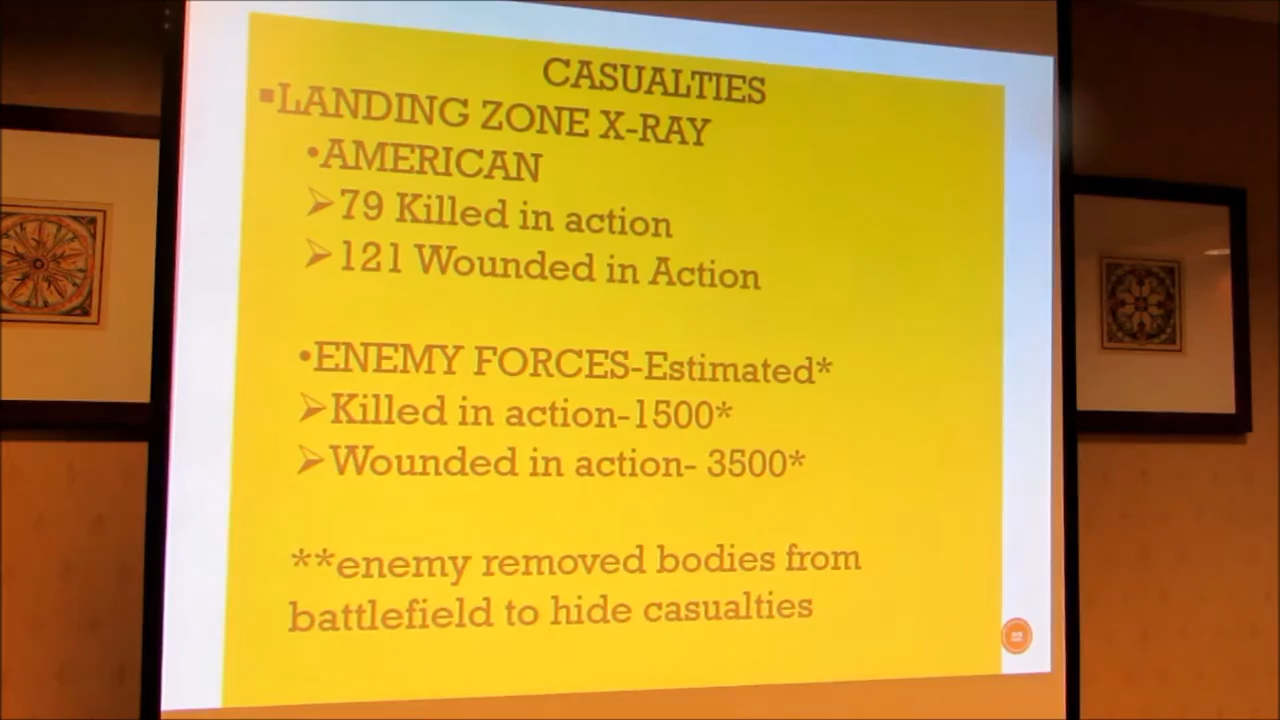 CASUALTIES
▪LANDING ZONE X-RAY
•AMERICAN
➢79 Killed in action
➢121 Wounded in Action
•ENEMY FORCES-Estimated*
➢Killed in action-1500*
➢Wounded in action- 3500*
**enemy removed bodies from
battlefield to hide casualties